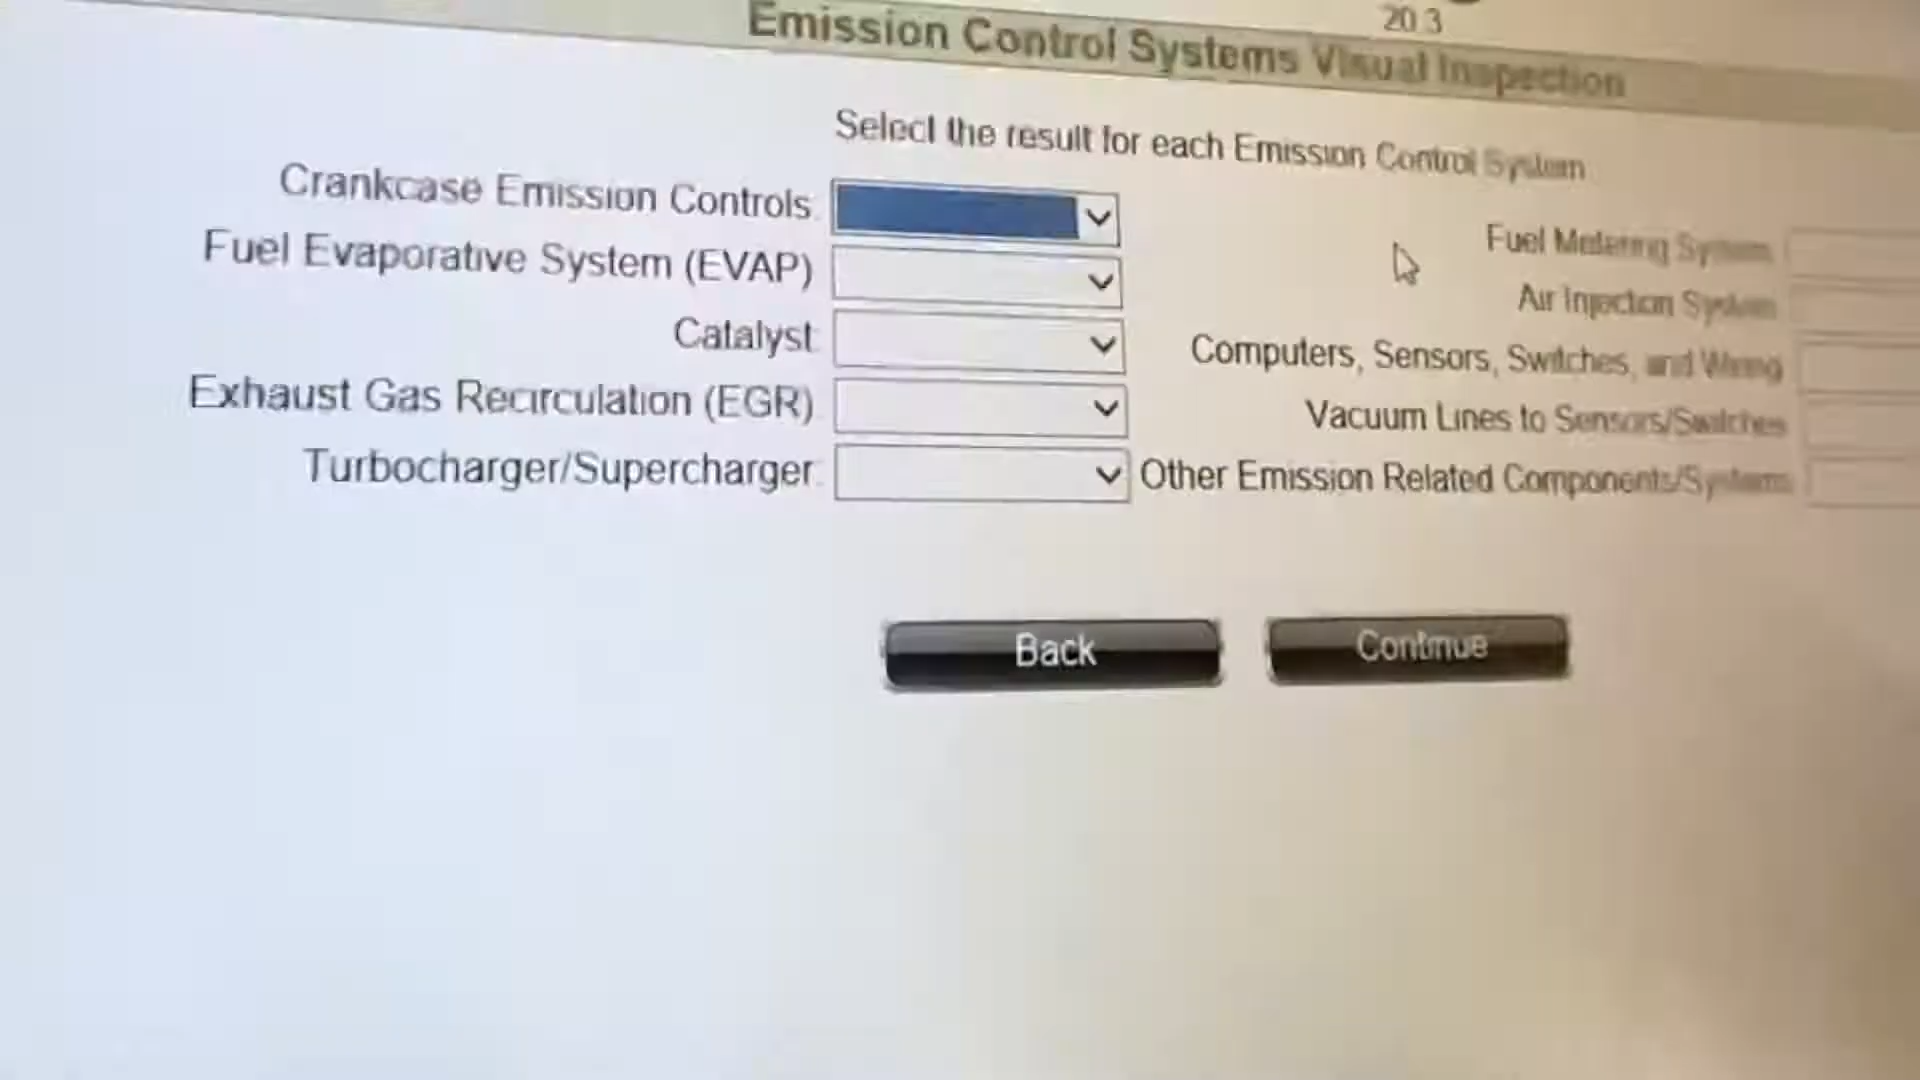 20.3
Emission Control Systems Visual Inspection
Select the result for each Emission Control System
Crankcase Emission Controls:
Fuel Evaporative System (EVAP)
Catalyst:
Exhaust Gas Recirculation (EGR)
Turbocharger/Supercharger:
Fuel Metering System
Air Injection System
Computers, Sensors, Switches, and Wiring
Vacuum Lines to Sensors/Switches
Other Emission Related Components/Systems
Back
Continue